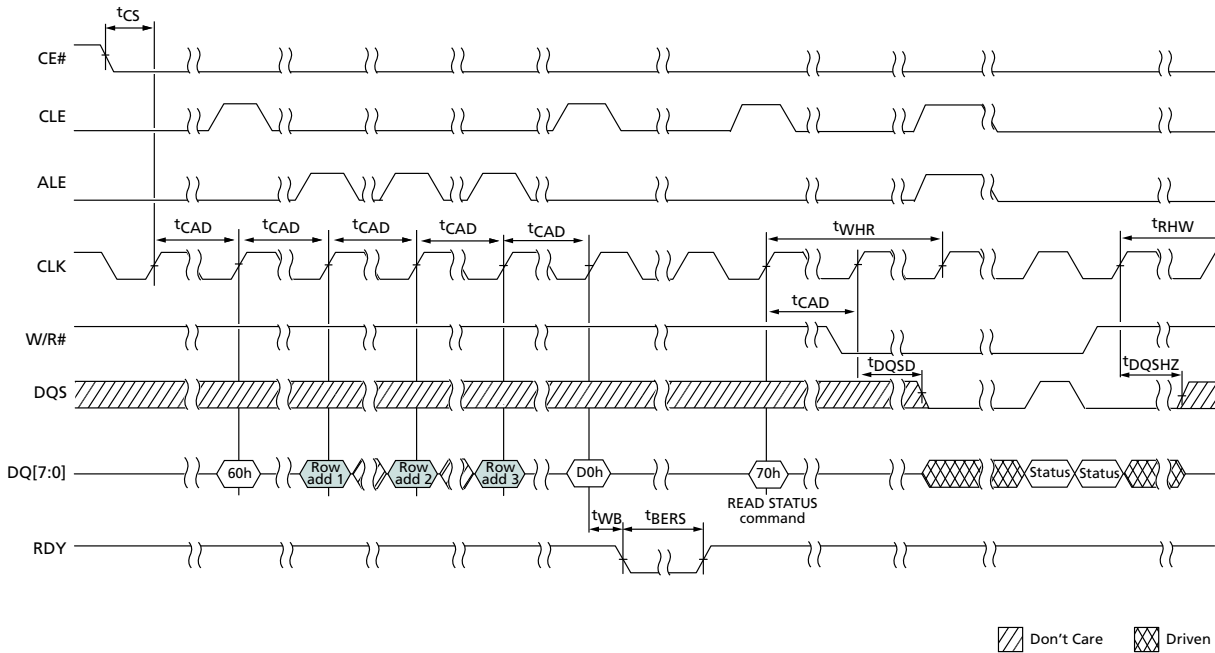 tCS
CE#
CLE
ALE
tCAD tCAD tCAD tCAD tCAD tWHR tRHW
CLK
tCAD
W/R#
tDQSD tDQSHZ
DQS
DQ[7:0] 60h Row add 1 Row add 2 Row add 3 D0h 70h Status Status
READ STATUS
command
tWB tBERS
RDY
Don't Care Driven